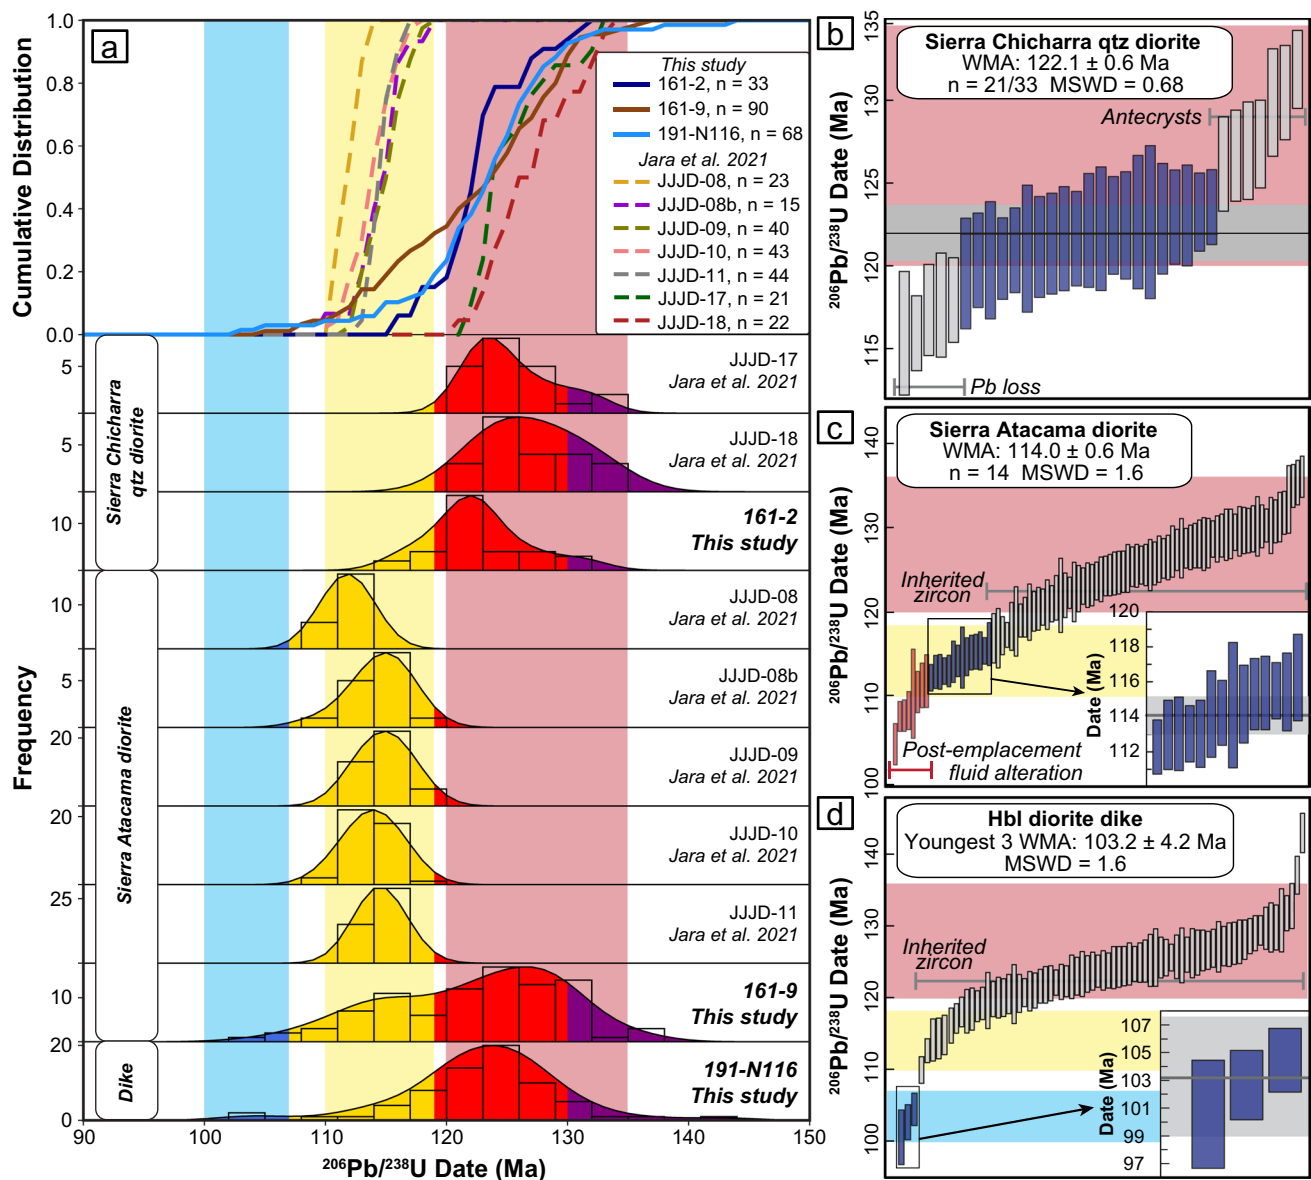 a
Cumulative Distribution
1.0
0.8
0.6
0.4
0.2
0.0
This study
161-2, n = 33
161-9, n = 90
191-N116, n = 68
Jara et al. 2021
JJJD-08, n = 23
JJJD-08b, n = 15
JJJD-09, n = 40
JJJD-10, n = 43
JJJD-11, n = 44
JJJD-17, n = 21
JJJD-18, n = 22
Frequency
Sierra Chicharra
qtz diorite
5
JJJD-17
Jara et al. 2021
5
JJJD-18
Jara et al. 2021
10
161-2
This study
Sierra Atacama diorite
10
JJJD-08
Jara et al. 2021
5
JJJD-08b
Jara et al. 2021
20
JJJD-09
Jara et al. 2021
20
JJJD-10
Jara et al. 2021
25
JJJD-11
Jara et al. 2021
10
161-9
This study
Dike
20
191-N116
This study
0
90 100 110 120 130 140 150
²⁰⁶Pb/²³⁸U Date (Ma)
b
Sierra Chicharra qtz diorite
WMA: 122.1 ± 0.6 Ma
n = 21/33 MSWD = 0.68
Antecrysts
Pb loss
²⁰⁶Pb/²³⁸U Date (Ma)
135
130
125
120
115
c
Sierra Atacama diorite
WMA: 114.0 ± 0.6 Ma
n = 14 MSWD = 1.6
Inherited
zircon
Post-emplacement
fluid alteration
²⁰⁶Pb/²³⁸U Date (Ma)
140
130
120
110
100
Date (Ma)
120
118
116
114
112
d
Hbl diorite dike
Youngest 3 WMA: 103.2 ± 4.2 Ma
MSWD = 1.6
Inherited
zircon
²⁰⁶Pb/²³⁸U Date (Ma)
140
130
120
110
100
Date (Ma)
107
105
103
101
99
97